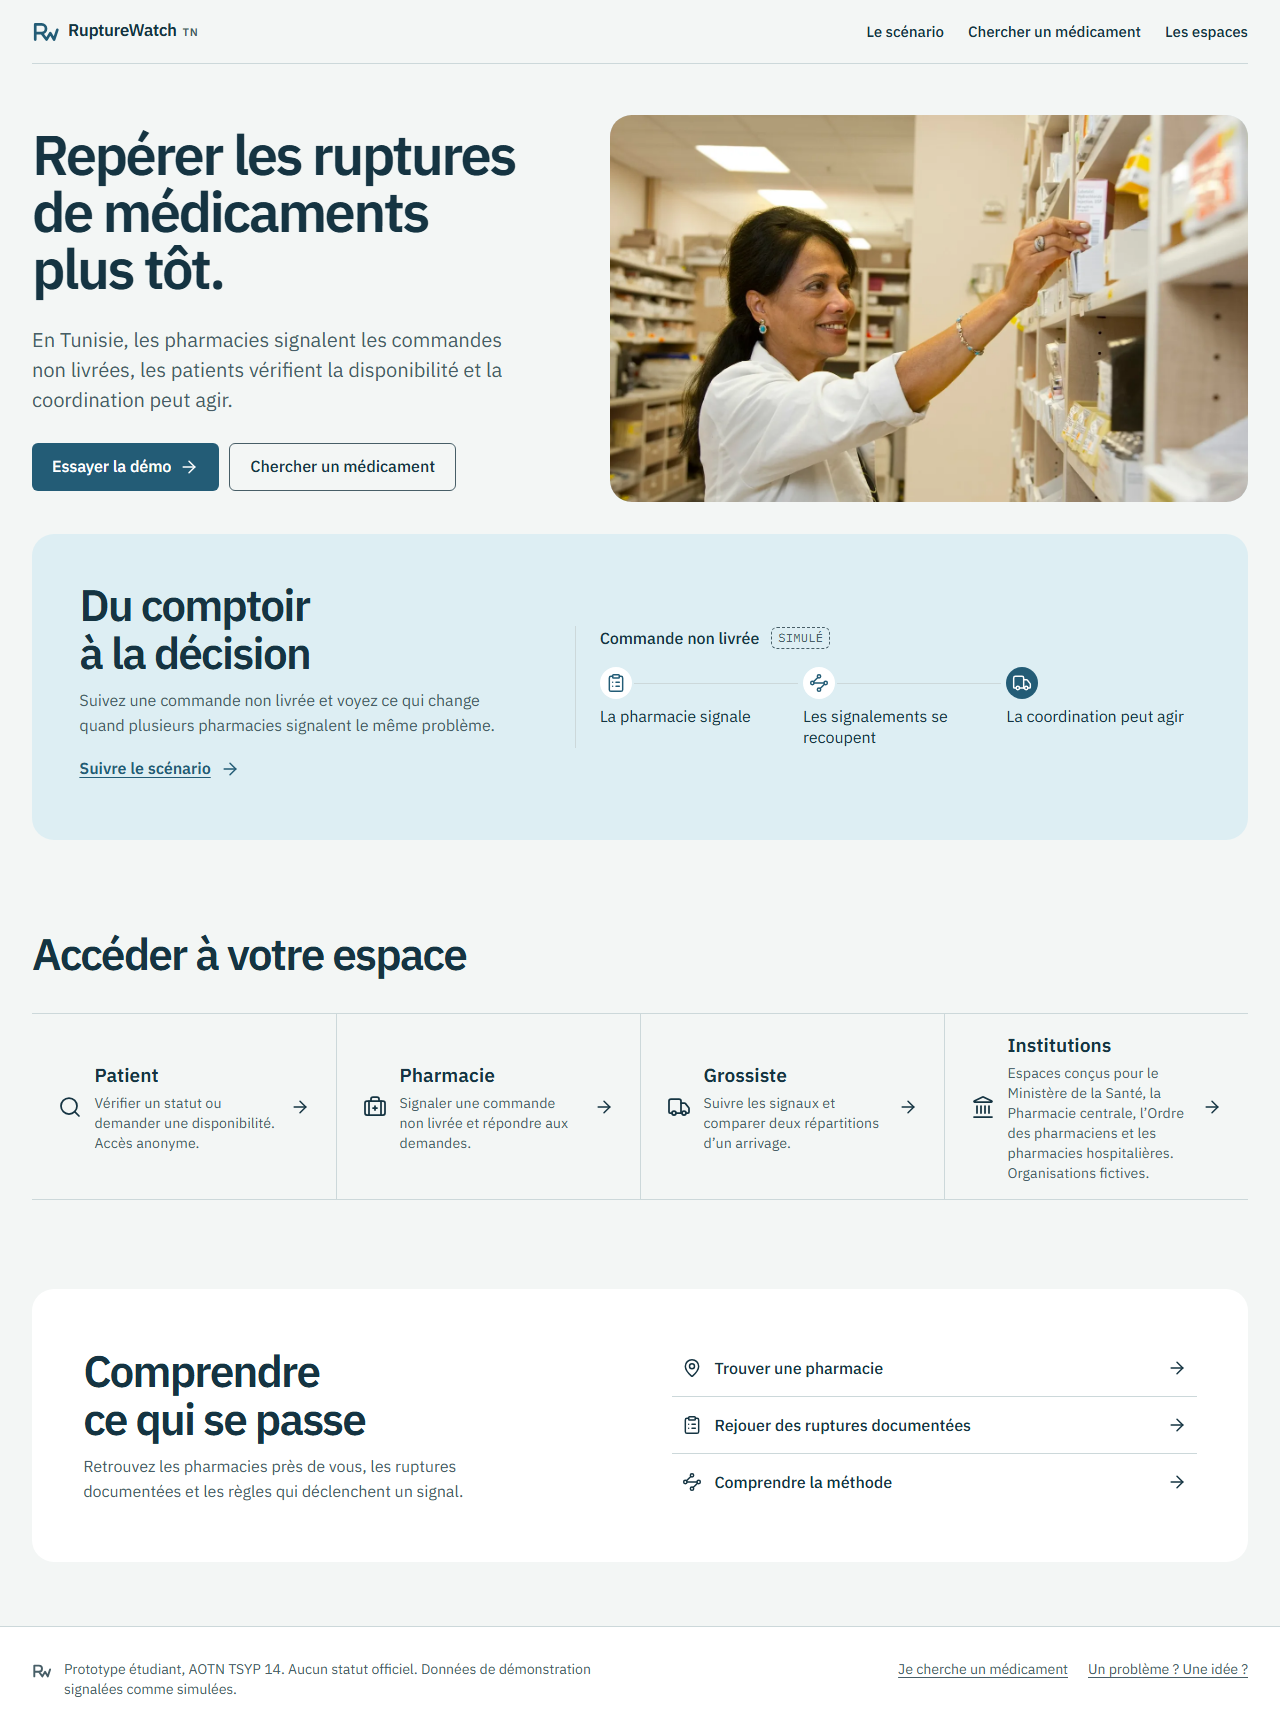 RW RuptureWatch TN
Le scénario Chercher un médicament Les espaces
Repérer les ruptures
de médicaments
plus tôt.
En Tunisie, les pharmacies signalent les commandes
non livrées, les patients vérifient la disponibilité et la
coordination peut agir.
Essayer la démo → Chercher un médicament
Du comptoir
à la décision
Suivez une commande non livrée et voyez ce qui change
quand plusieurs pharmacies signalent le même problème.
Suivre le scénario →
Commande non livrée SIMULÉ
La pharmacie signale
Les signalements se
recoupent
La coordination peut agir
Accéder à votre espace
Patient
Vérifier un statut ou
demander une disponibilité.
Accès anonyme.
Pharmacie
Signaler une commande
non livrée et répondre aux
demandes.
Grossiste
Suivre les signaux et
comparer deux répartitions
d’un arrivage.
Institutions
Espaces conçus pour le
Ministère de la Santé, la
Pharmacie centrale, l’Ordre
des pharmaciens et les
pharmacies hospitalières.
Organisations fictives.
Comprendre
ce qui se passe
Retrouvez les pharmacies près de vous, les ruptures
documentées et les règles qui déclenchent un signal.
Trouver une pharmacie →
Rejouer des ruptures documentées →
Comprendre la méthode →
RW Prototype étudiant, AOTN TSYP 14. Aucun statut officiel. Données de démonstration
signalées comme simulées.
Je cherche un médicament Un problème ? Une idée ?